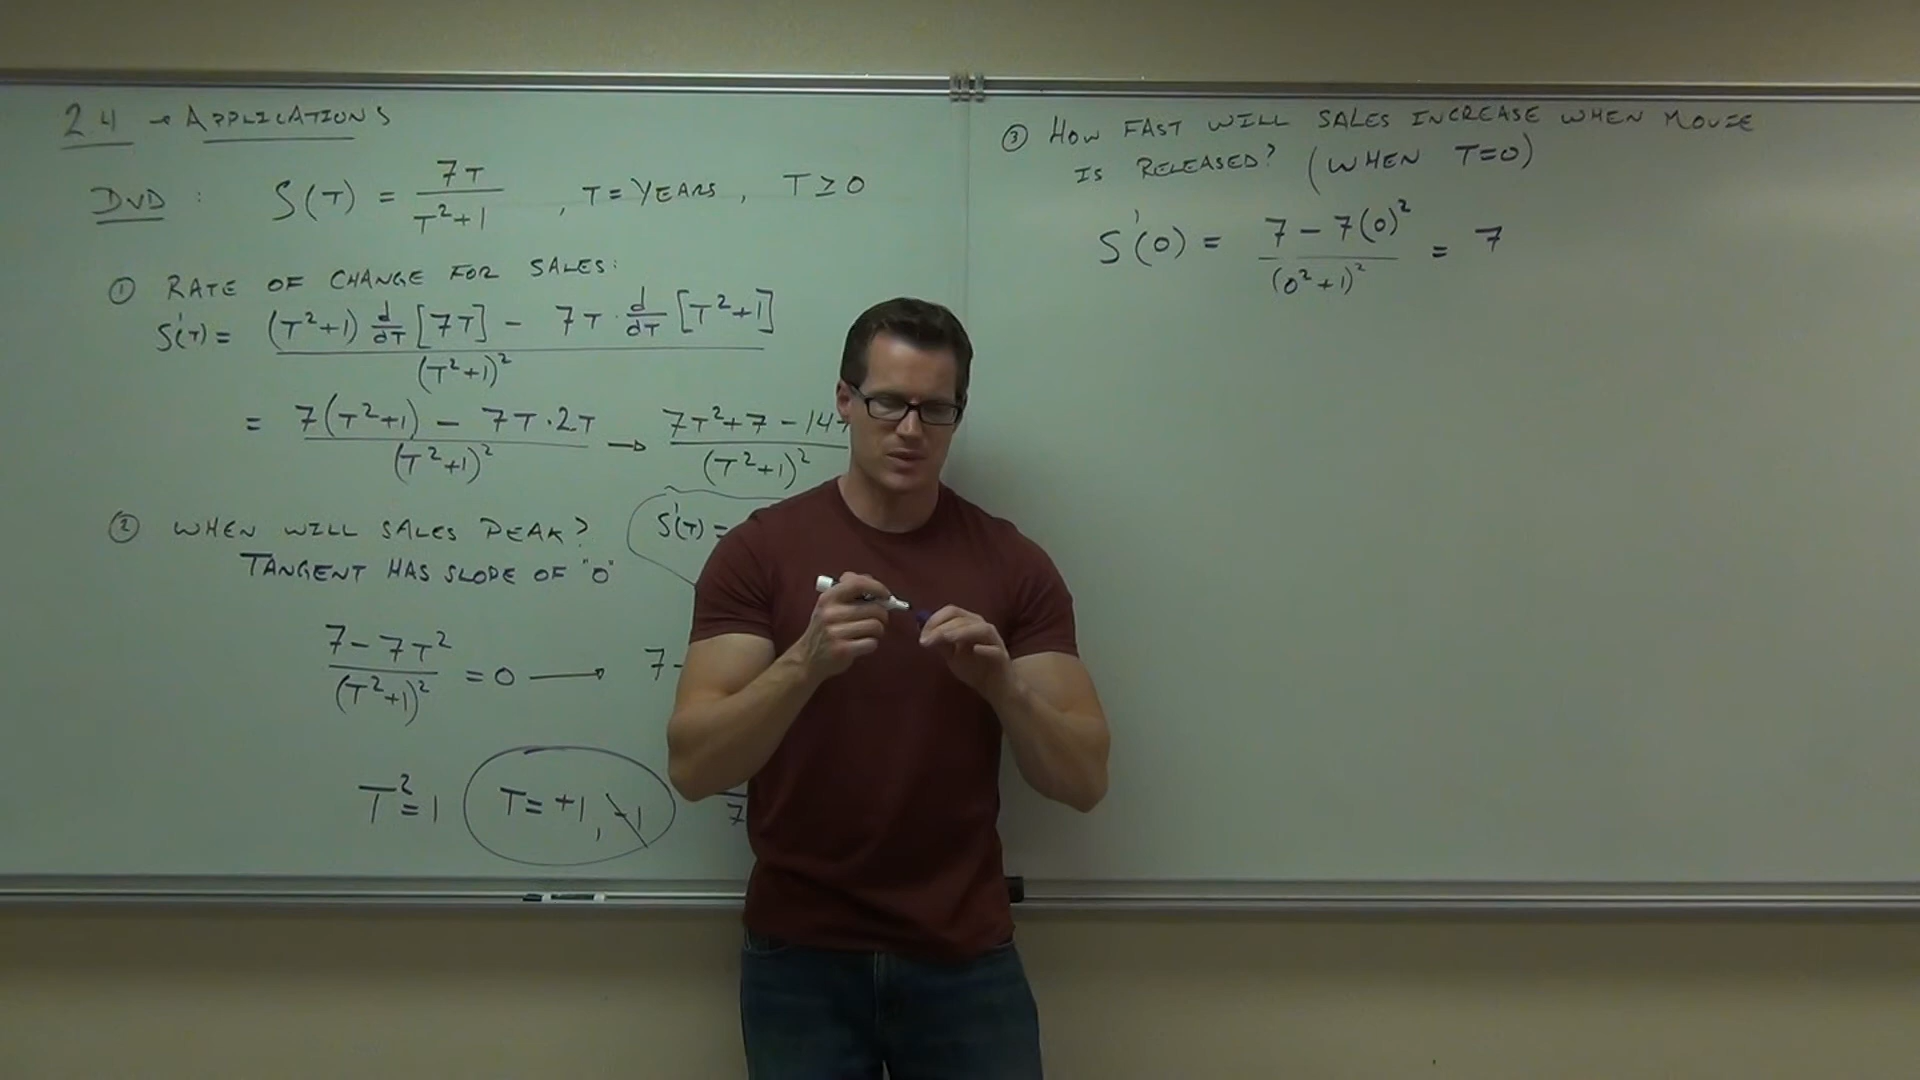 2.4 → APPLICATIONS
DVD : S(T) = 7T / (T²+1) , T = YEARS , T ≥ 0
① RATE OF CHANGE FOR SALES:
S'(T) = ((T²+1) d/dT [7T] - 7T · d/dT [T²+1]) / (T²+1)²
= (7(T²+1) - 7T·2T) / (T²+1)² → (7T²+7-14T / (T²+1)²
② WHEN WILL SALES PEAK? S'(T) =
TANGENT HAS SLOPE OF "0"
(7-7T²) / (T²+1)² = 0 → 7-
T² = 1 T = +1, -1 7
③ HOW FAST WILL SALES INCREASE WHEN MOVIE
IS RELEASED? (WHEN T=0)
S'(0) = (7-7(0)²) / (0²+1)² = 7